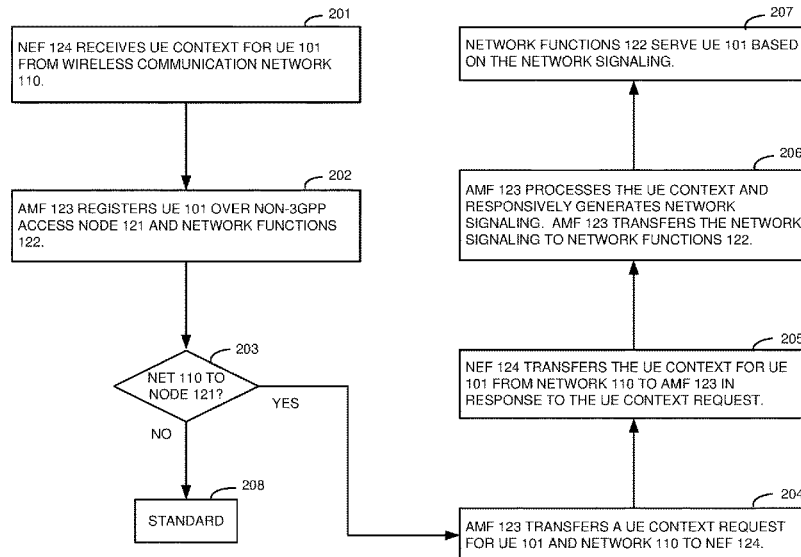 201
NEF 124 RECEIVES UE CONTEXT FOR UE 101
FROM WIRELESS COMMUNICATION NETWORK
110.
202
AMF 123 REGISTERS UE 101 OVER NON-3GPP
ACCESS NODE 121 AND NETWORK FUNCTIONS
122.
203
NET 110 TO
NODE 121?
YES
NO
208
STANDARD
204
AMF 123 TRANSFERS A UE CONTEXT REQUEST
FOR UE 101 AND NETWORK 110 TO NEF 124.
205
NEF 124 TRANSFERS THE UE CONTEXT FOR UE
101 FROM NETWORK 110 TO AMF 123 IN
RESPONSE TO THE UE CONTEXT REQUEST.
206
AMF 123 PROCESSES THE UE CONTEXT AND
RESPONSIVELY GENERATES NETWORK
SIGNALING. AMF 123 TRANSFERS THE NETWORK
SIGNALING TO NETWORK FUNCTIONS 122.
207
NETWORK FUNCTIONS 122 SERVE UE 101 BASED
ON THE NETWORK SIGNALING.